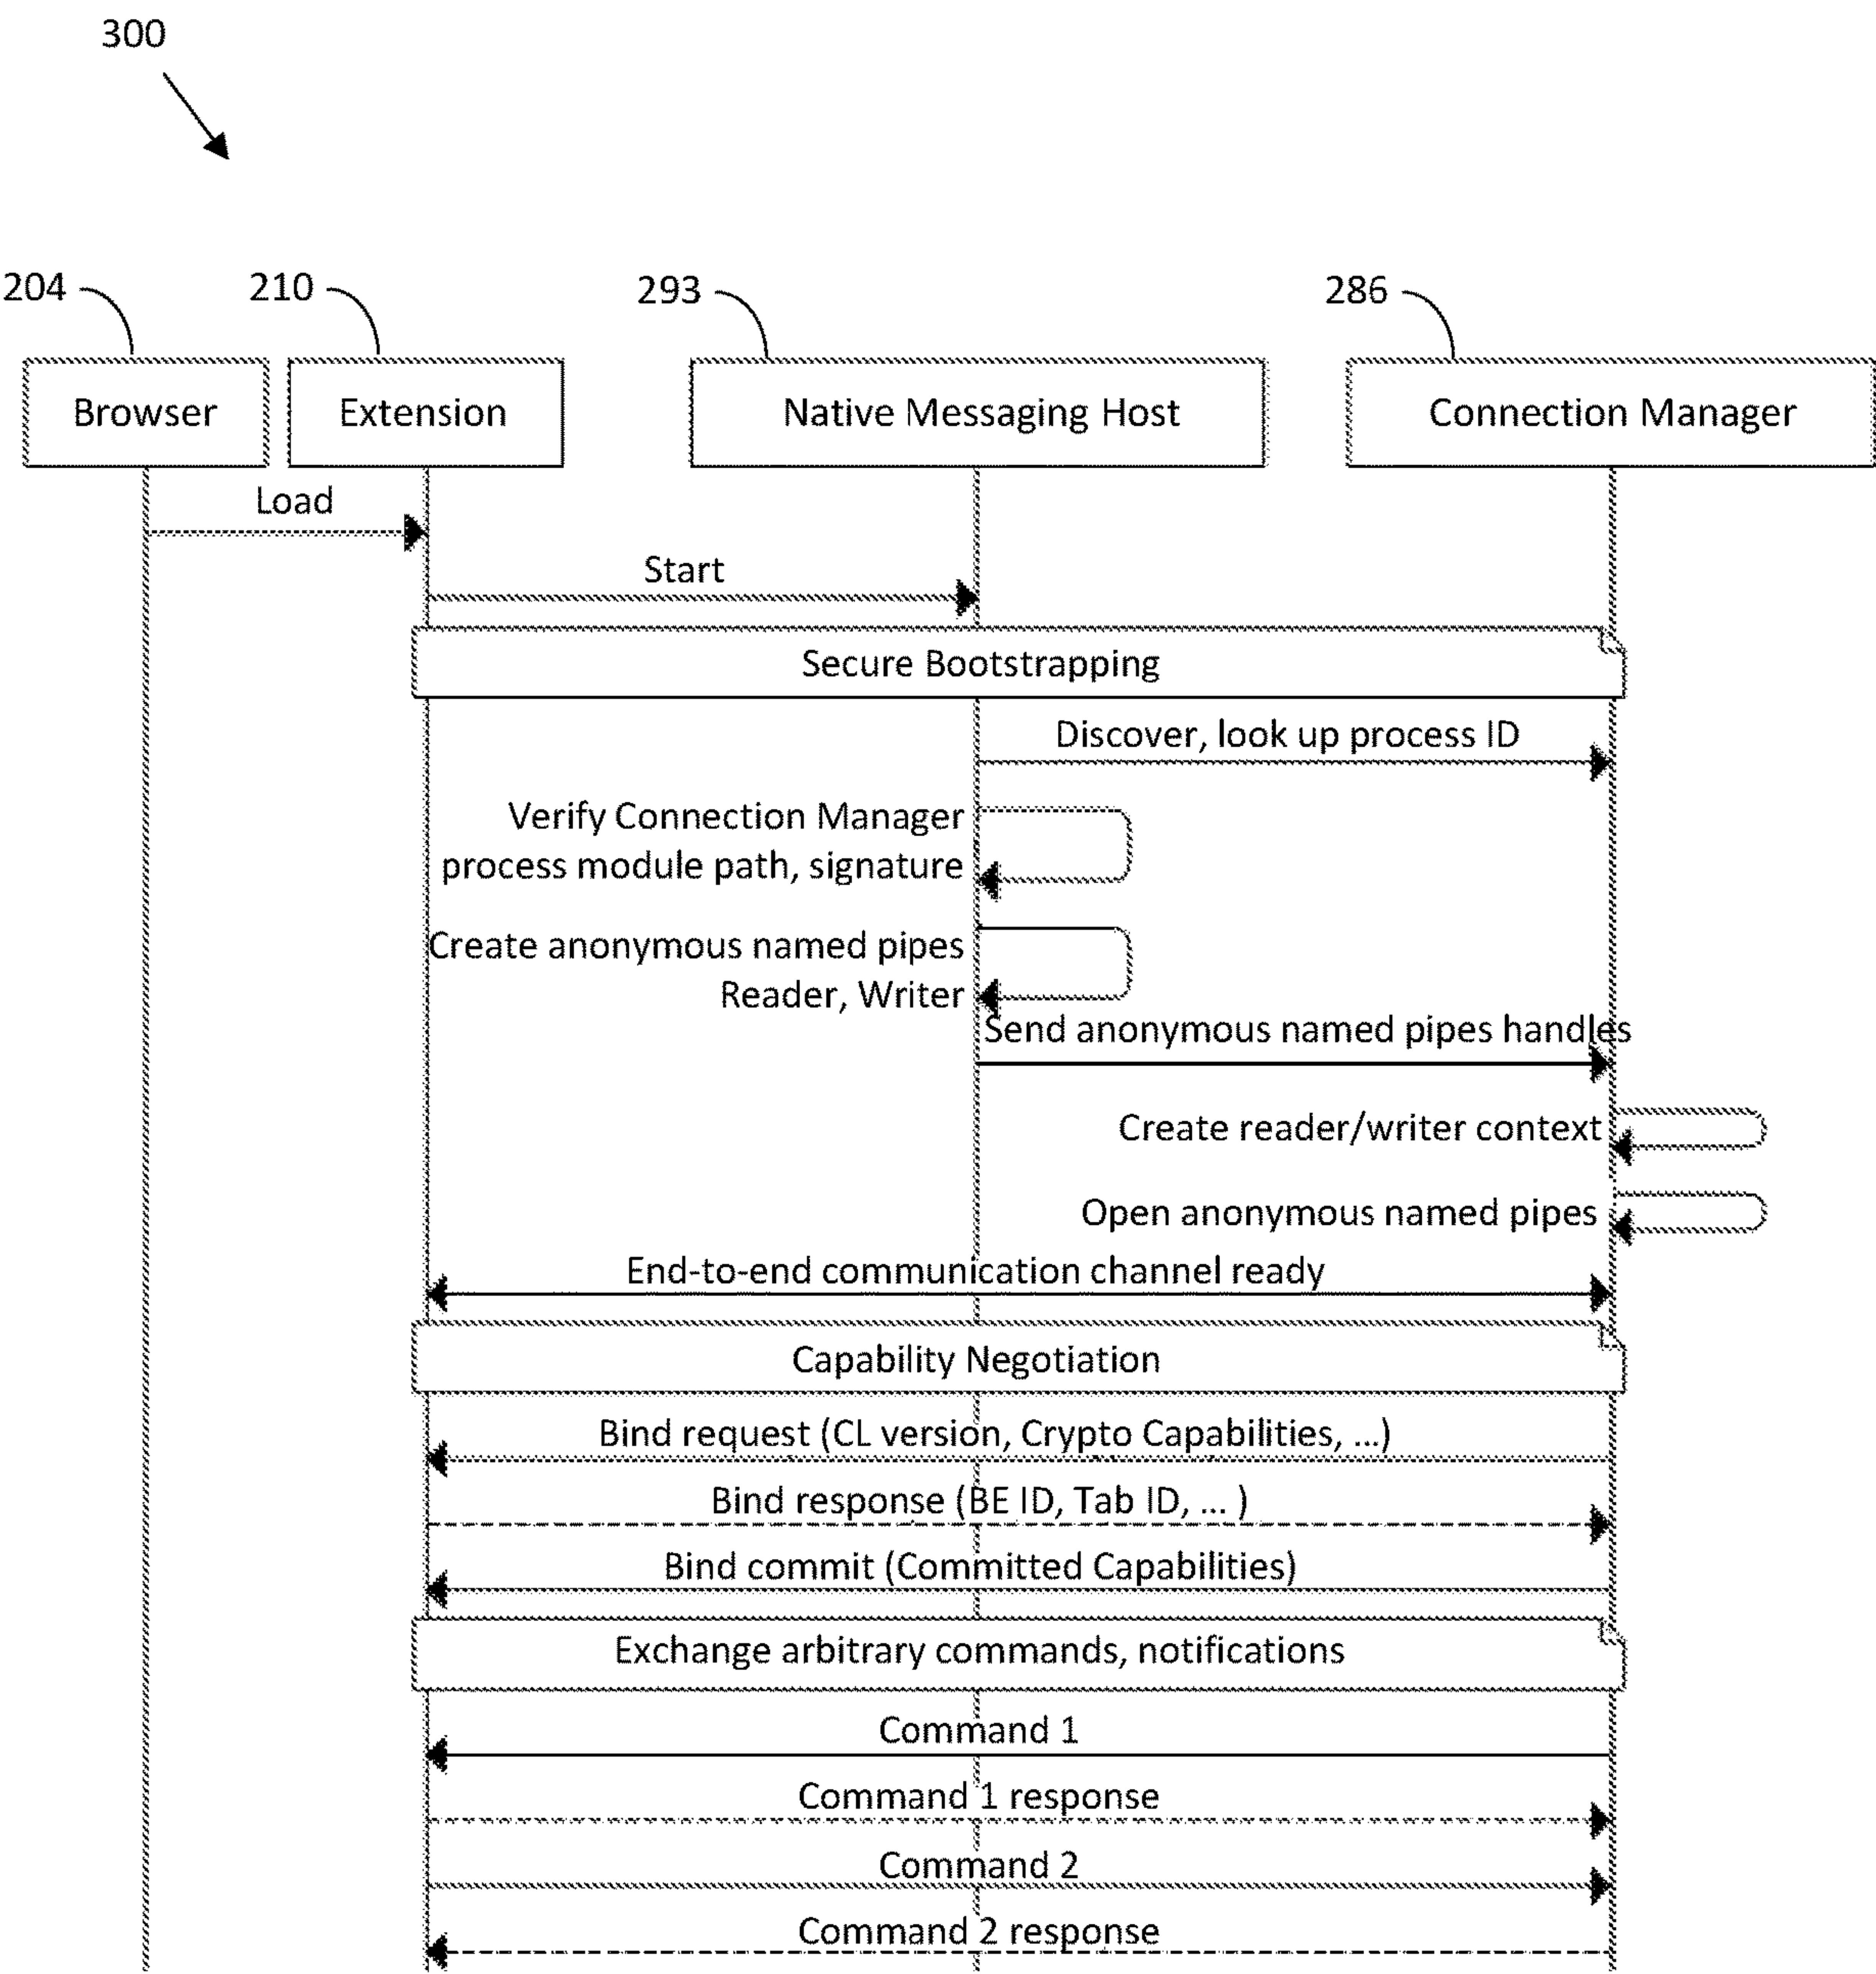 300
204
210
293
286
Browser
Extension
Native Messaging Host
Connection Manager
Load
Start
Secure Bootstrapping
Discover, look up process ID
Verify Connection Manager
process module path, signature
Create anonymous named pipes
Reader, Writer
Send anonymous named pipes handles
Create reader/writer context
Open anonymous named pipes
End-to-end communication channel ready
Capability Negotiation
Bind request (CL version, Crypto Capabilities, ...)
Bind response (BE ID, Tab ID, ... )
Bind commit (Committed Capabilities)
Exchange arbitrary commands, notifications
Command 1
Command 1 response
Command 2
Command 2 response